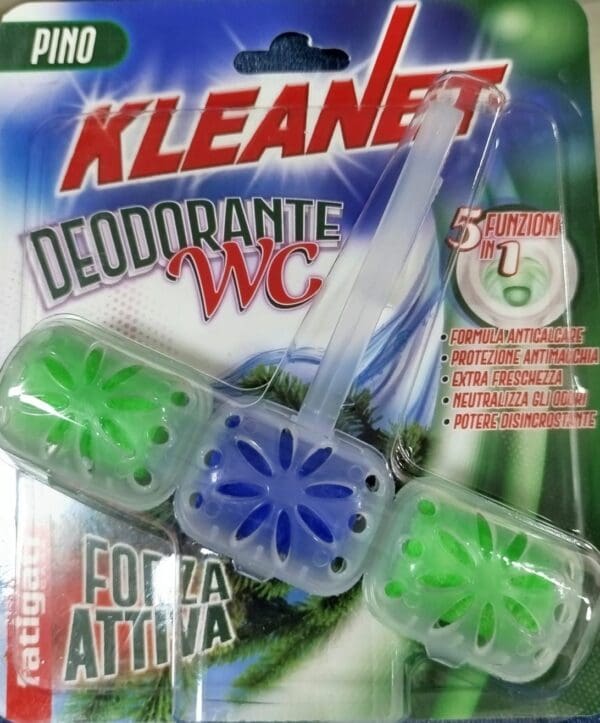 PINO
KLEANET
DEODORANTE
WC
5 FUNZIONI
IN 1
• FORMULA ANTICALCARE
• PROTEZIONE ANTIMACCHIA
• EXTRA FRESCHEZZA
• NEUTRALIZZA GLI ODORI
• POTERE DISINCROSTANTE
FORZA
ATTIVA
fatigati